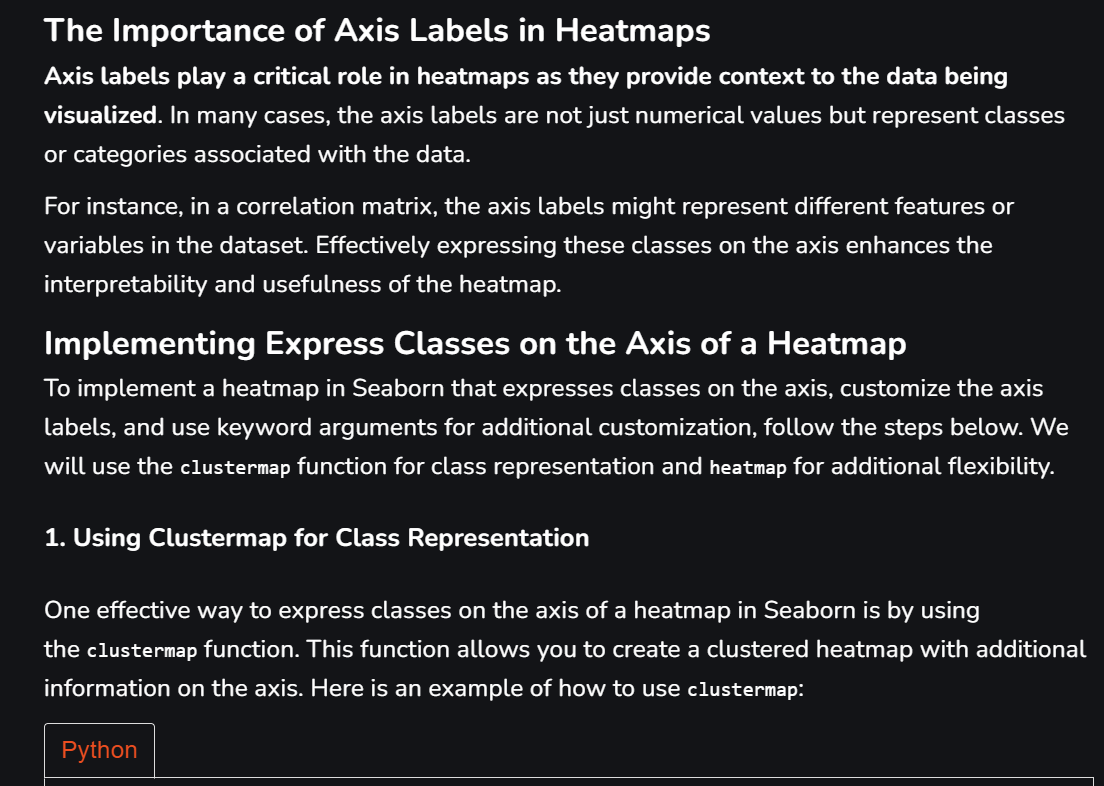 The Importance of Axis Labels in Heatmaps
Axis labels play a critical role in heatmaps as they provide context to the data being
visualized. In many cases, the axis labels are not just numerical values but represent classes
or categories associated with the data.
For instance, in a correlation matrix, the axis labels might represent different features or
variables in the dataset. Effectively expressing these classes on the axis enhances the
interpretability and usefulness of the heatmap.
Implementing Express Classes on the Axis of a Heatmap
To implement a heatmap in Seaborn that expresses classes on the axis, customize the axis
labels, and use keyword arguments for additional customization, follow the steps below. We
will use the clustermap function for class representation and heatmap for additional flexibility.
1. Using Clustermap for Class Representation
One effective way to express classes on the axis of a heatmap in Seaborn is by using
the clustermap function. This function allows you to create a clustered heatmap with additional
information on the axis. Here is an example of how to use clustermap:
Python